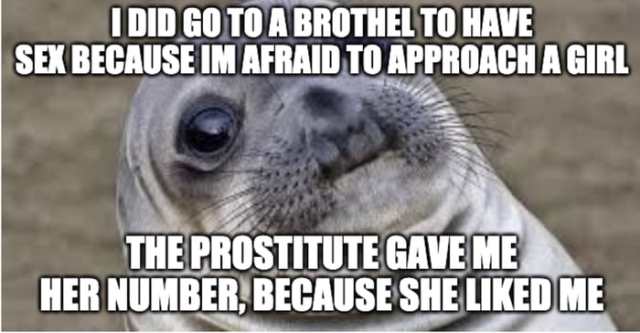 I DID GO TO A BROTHEL TO HAVE
SEX BECAUSE IM AFRAID TO APPROACH A GIRL
THE PROSTITUTE GAVE ME
HER NUMBER, BECAUSE SHE LIKED ME